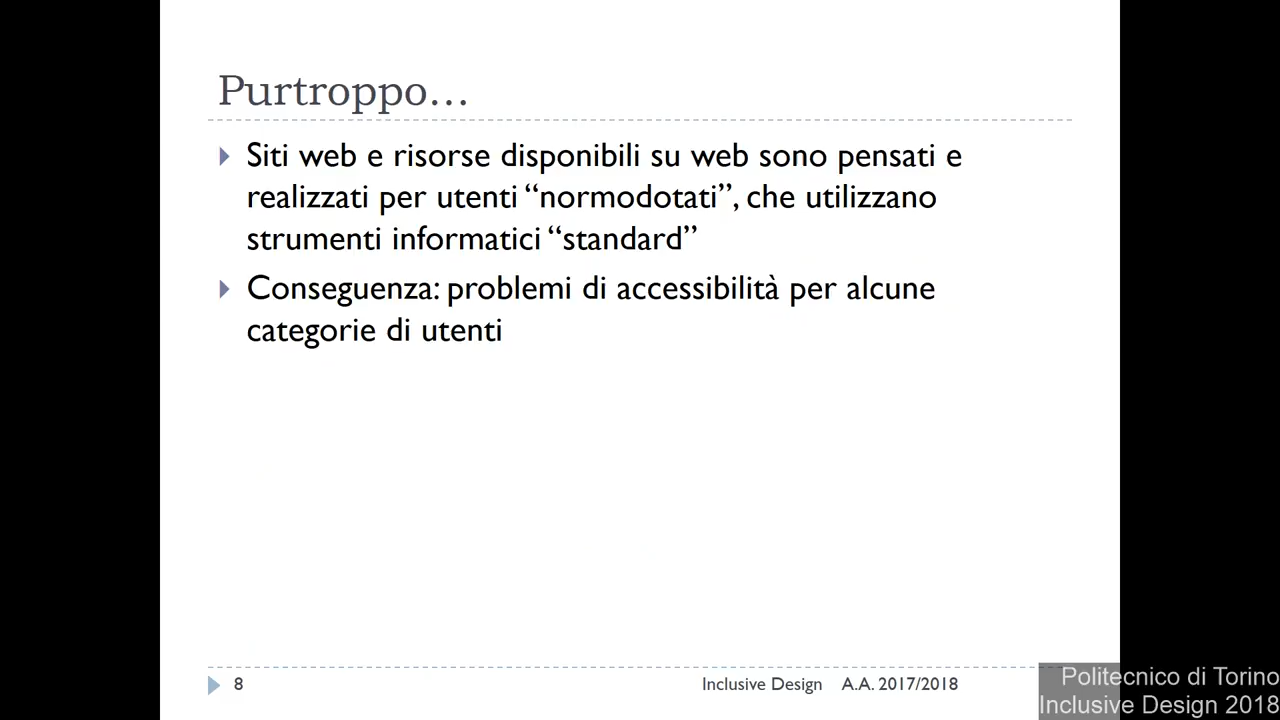 Purtroppo…
Siti web e risorse disponibili su web sono pensati e
realizzati per utenti “normodotati”, che utilizzano
strumenti informatici “standard”
Conseguenza: problemi di accessibilità per alcune
categorie di utenti
8
Inclusive Design A.A. 2017/2018
Politecnico di Torino
Inclusive Design 2018